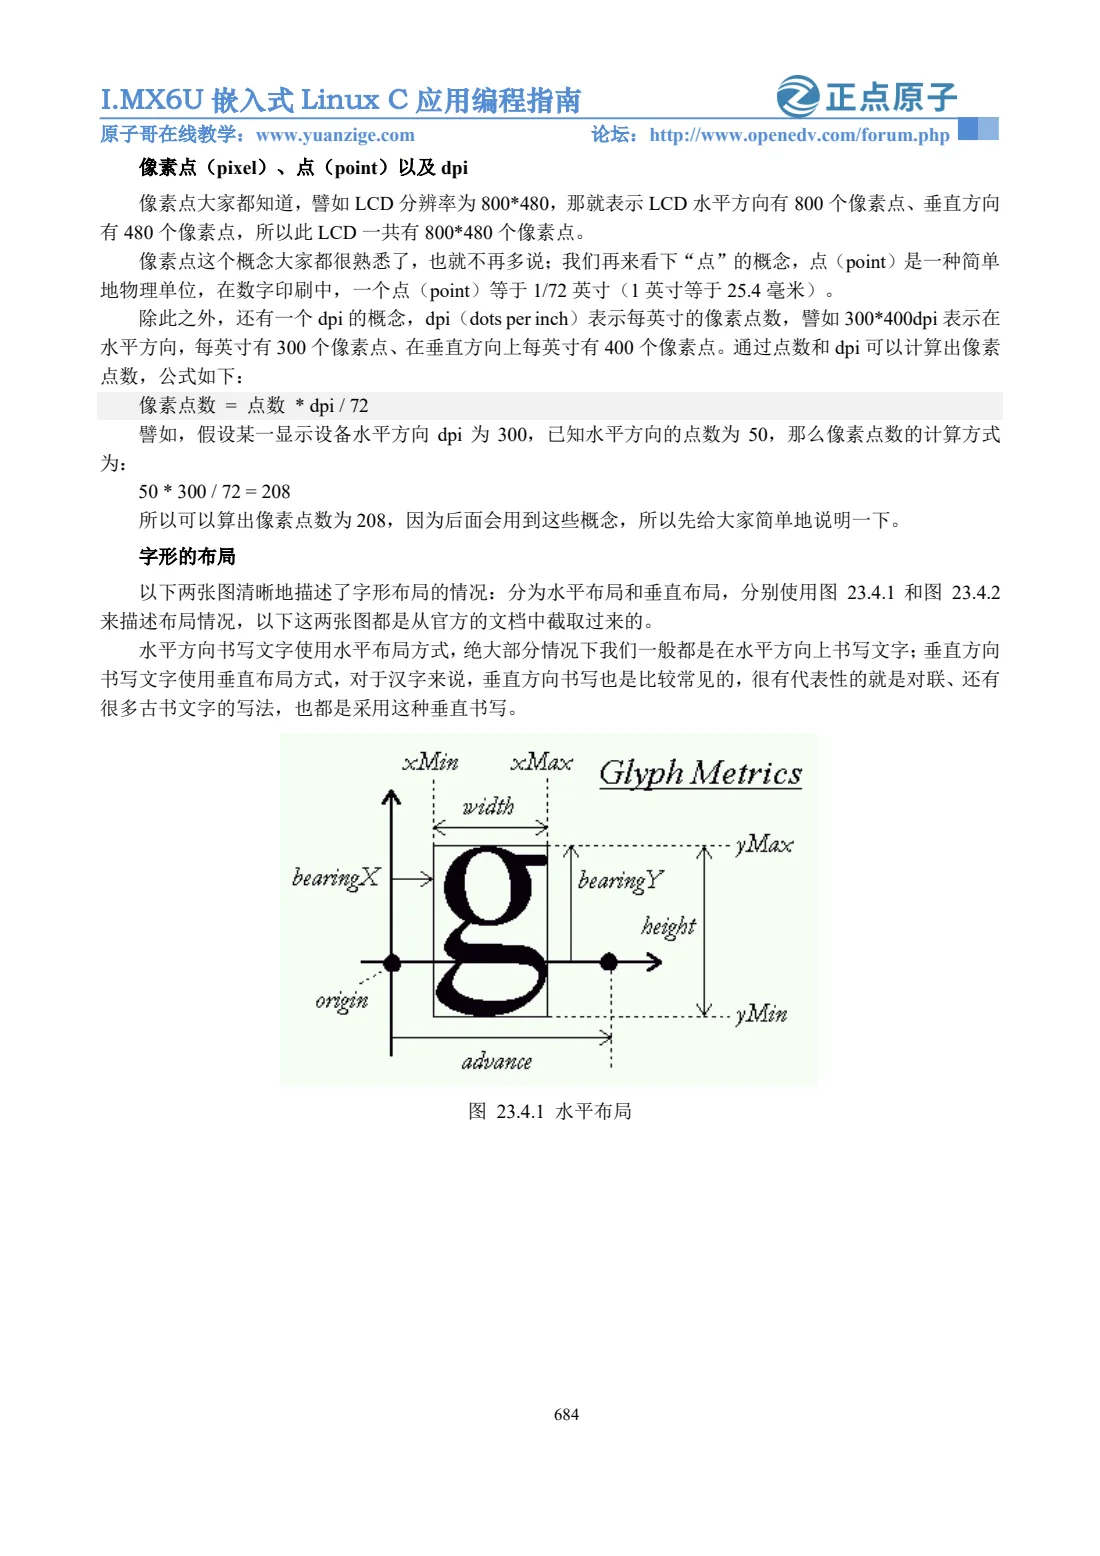 I.MX6U 嵌入式 Linux C 应用编程指南
正点原子
原子哥在线教学：www.yuanzige.com 论坛：http://www.openedv.com/forum.php
像素点（pixel）、点（point）以及 dpi
像素点大家都知道，譬如 LCD 分辨率为 800*480，那就表示 LCD 水平方向有 800 个像素点、垂直方向
有 480 个像素点，所以此 LCD 一共有 800*480 个像素点。
像素点这个概念大家都很熟悉了，也就不再多说；我们再来看下“点”的概念，点（point）是一种简单
地物理单位，在数字印刷中，一个点（point）等于 1/72 英寸（1 英寸等于 25.4 毫米）。
除此之外，还有一个 dpi 的概念，dpi（dots per inch）表示每英寸的像素点数，譬如 300*400dpi 表示在
水平方向，每英寸有 300 个像素点、在垂直方向上每英寸有 400 个像素点。通过点数和 dpi 可以计算出像素
点数，公式如下：
像素点数 = 点数 * dpi / 72
譬如，假设某一显示设备水平方向 dpi 为 300，已知水平方向的点数为 50，那么像素点数的计算方式
为：
50 * 300 / 72 = 208
所以可以算出像素点数为 208，因为后面会用到这些概念，所以先给大家简单地说明一下。
字形的布局
以下两张图清晰地描述了字形布局的情况：分为水平布局和垂直布局，分别使用图 23.4.1 和图 23.4.2
来描述布局情况，以下这两张图都是从官方的文档中截取过来的。
水平方向书写文字使用水平布局方式，绝大部分情况下我们一般都是在水平方向上书写文字；垂直方向
书写文字使用垂直布局方式，对于汉字来说，垂直方向书写也是比较常见的，很有代表性的就是对联、还有
很多古书文字的写法，也都是采用这种垂直书写。
xMin xMax Glyph Metrics
width
yMax
bearingX bearingY
g
height
origin
yMin
advance
图 23.4.1 水平布局
684